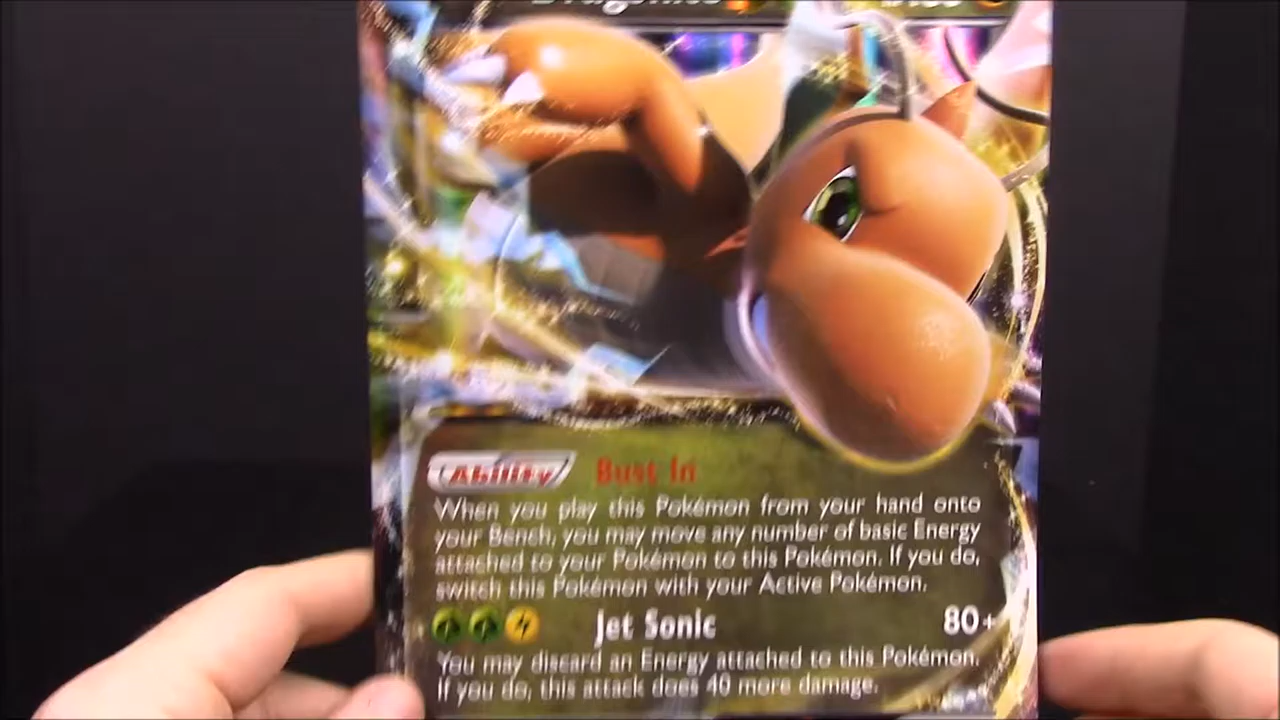 Dragonite
Ability Bust In
When you play this Pokémon from your hand onto
your Bench, you may move any number of basic Energy
attached to your Pokémon to this Pokémon. If you do,
switch this Pokémon with your Active Pokémon.
Jet Sonic 80+
You may discard an Energy attached to this Pokémon.
If you do, this attack does 40 more damage.